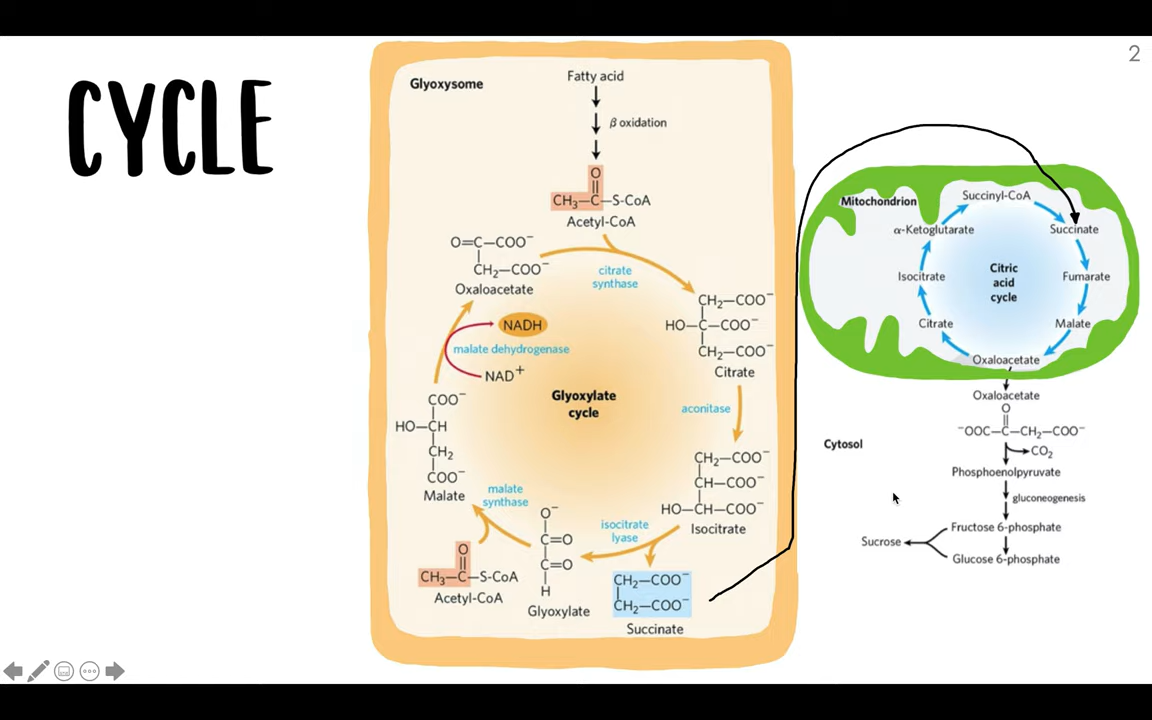 CYCLE
2
Glyoxysome
Fatty acid
β oxidation
O
CH₃—C—S-CoA
Acetyl-CoA
O=C—COO⁻
CH₂—COO⁻
Oxaloacetate
citrate
synthase
CH₂—COO⁻
HO—C—COO⁻
CH₂—COO⁻
Citrate
NADH
malate dehydrogenase
NAD⁺
Glyoxylate
cycle
aconitase
COO⁻
HO—CH
CH₂
COO⁻
Malate
CH₂—COO⁻
CH—COO⁻
HO—CH—COO⁻
Isocitrate
malate
synthase
isocitrate
lyase
O⁻
C=O
C=O
H
Glyoxylate
O
CH₃—C—S-CoA
Acetyl-CoA
CH₂—COO⁻
CH₂—COO⁻
Succinate
Mitochondrion
Succinyl-CoA
α-Ketoglutarate
Succinate
Isocitrate
Citric
acid
cycle
Fumarate
Citrate
Malate
Oxaloacetate
Oxaloacetate
O
⁻OOC—C—CH₂—COO⁻
CO₂
Cytosol
Phosphoenolpyruvate
gluconeogenesis
Fructose 6-phosphate
Sucrose
Glucose 6-phosphate